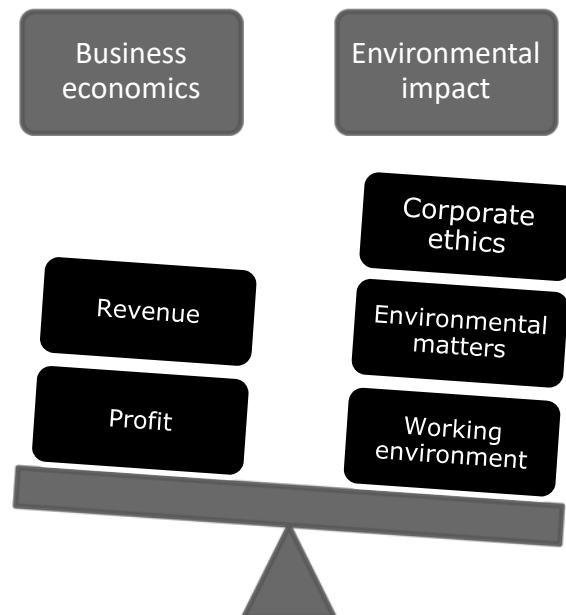 Business
economics
Environmental
impact
Corporate
ethics
Revenue
Environmental
matters
Profit
Working
environment